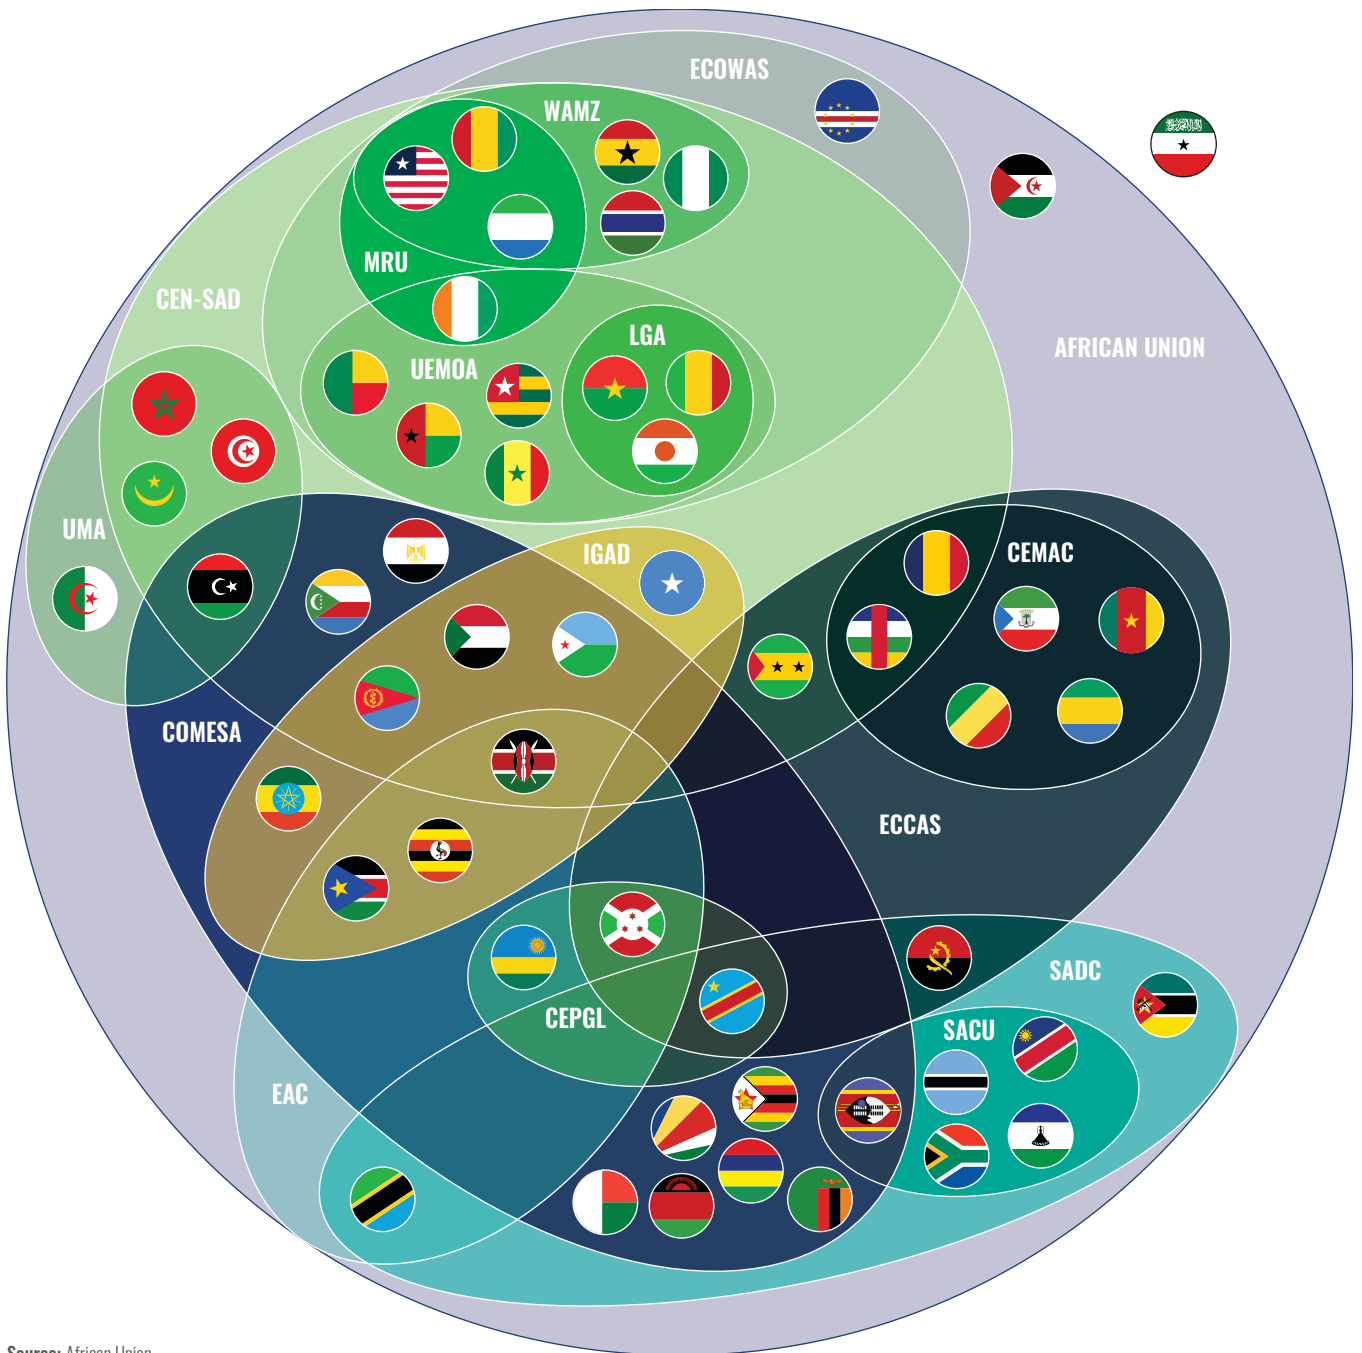 ECOWAS
WAMZ
MRU
CEN-SAD
LGA
AFRICAN UNION
UEMOA
UMA
IGAD
CEMAC
COMESA
ECCAS
SADC
CEPGL
SACU
EAC
Source: African Union